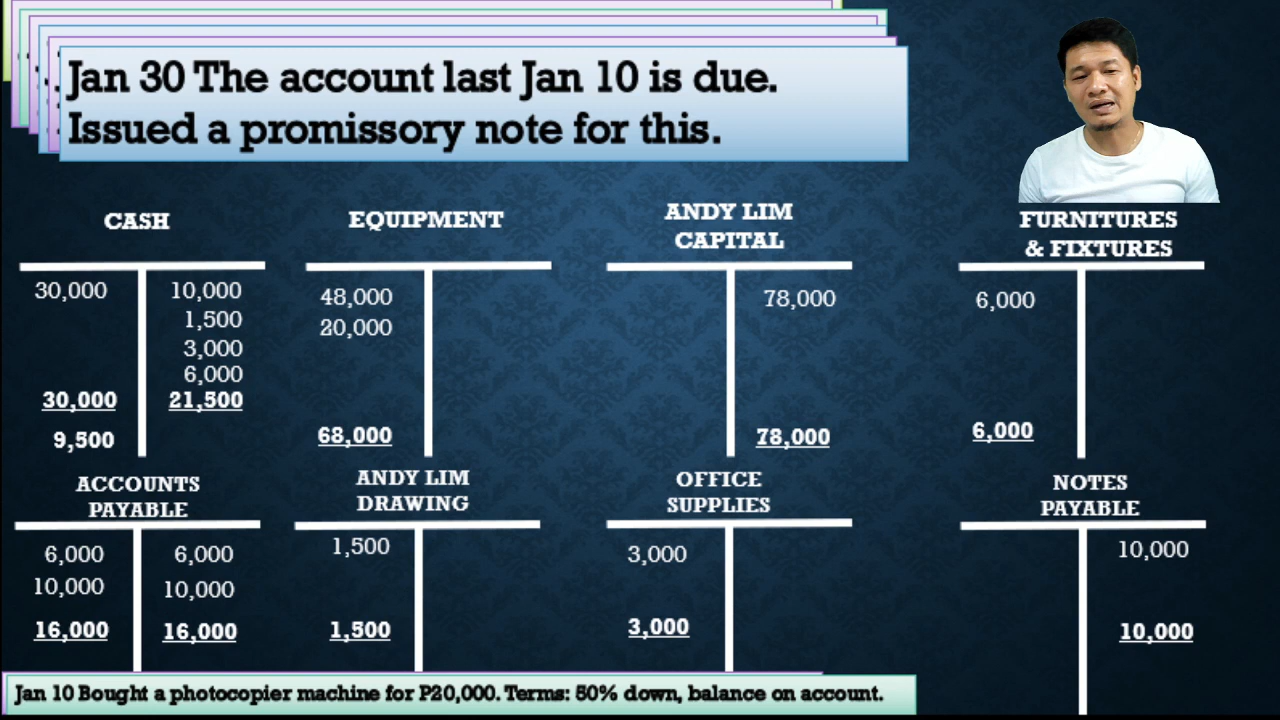 Jan 30 The account last Jan 10 is due.
Issued a promissory note for this.
CASH
30,000 10,000
1,500
3,000
6,000
30,000 21,500
9,500
EQUIPMENT
48,000
20,000
68,000
ANDY LIM
CAPITAL
78,000
78,000
FURNITURES
& FIXTURES
6,000
6,000
ACCOUNTS
PAYABLE
6,000 6,000
10,000 10,000
16,000 16,000
ANDY LIM
DRAWING
1,500
1,500
OFFICE
SUPPLIES
3,000
3,000
NOTES
PAYABLE
10,000
10,000
Jan 10 Bought a photocopier machine for P20,000. Terms: 50% down, balance on account.